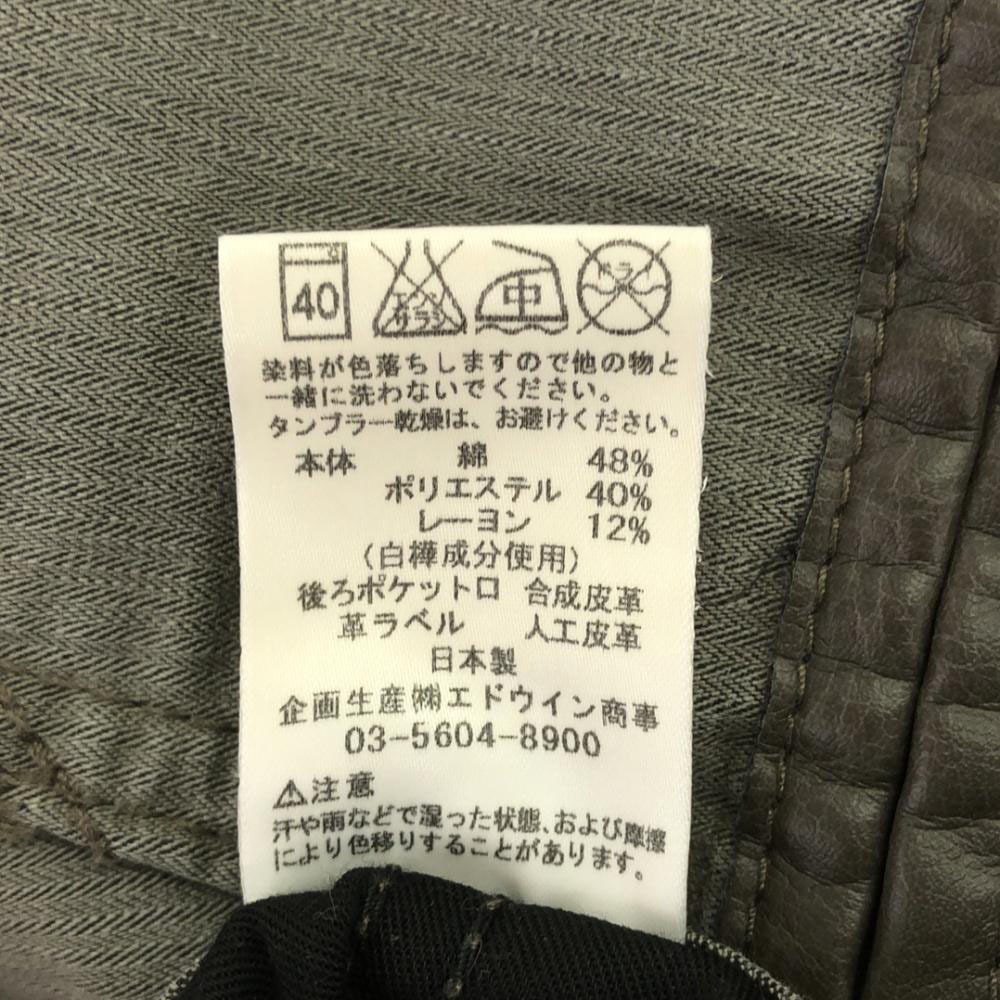 40 エンソサラシ 中 ドライ
染料が色落ちしますので他の物と
一緒に洗わないでください。
タンブラー乾燥は、お避けください。
本体 綿 48%
ポリエステル 40%
レーヨン 12%
(白樺成分使用)
後ろポケット口 合成皮革
革ラベル 人工皮革
日本製
企画生産㈱エドウイン商事
03-5604-8900
⚠注意
汗や雨などで湿った状態、および摩擦
により色移りすることがあります。